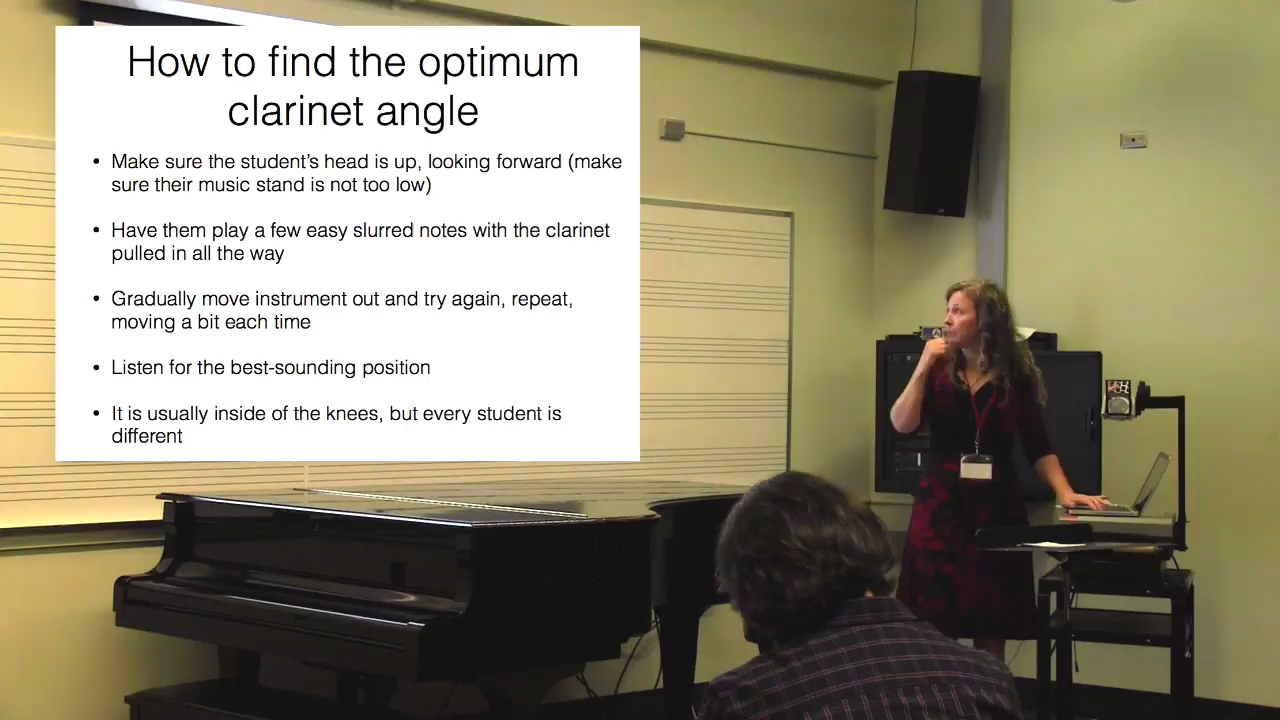 How to find the optimum
clarinet angle
• Make sure the student's head is up, looking forward (make
sure their music stand is not too low)
• Have them play a few easy slurred notes with the clarinet
pulled in all the way
• Gradually move instrument out and try again, repeat,
moving a bit each time
• Listen for the best-sounding position
• It is usually inside of the knees, but every student is
different